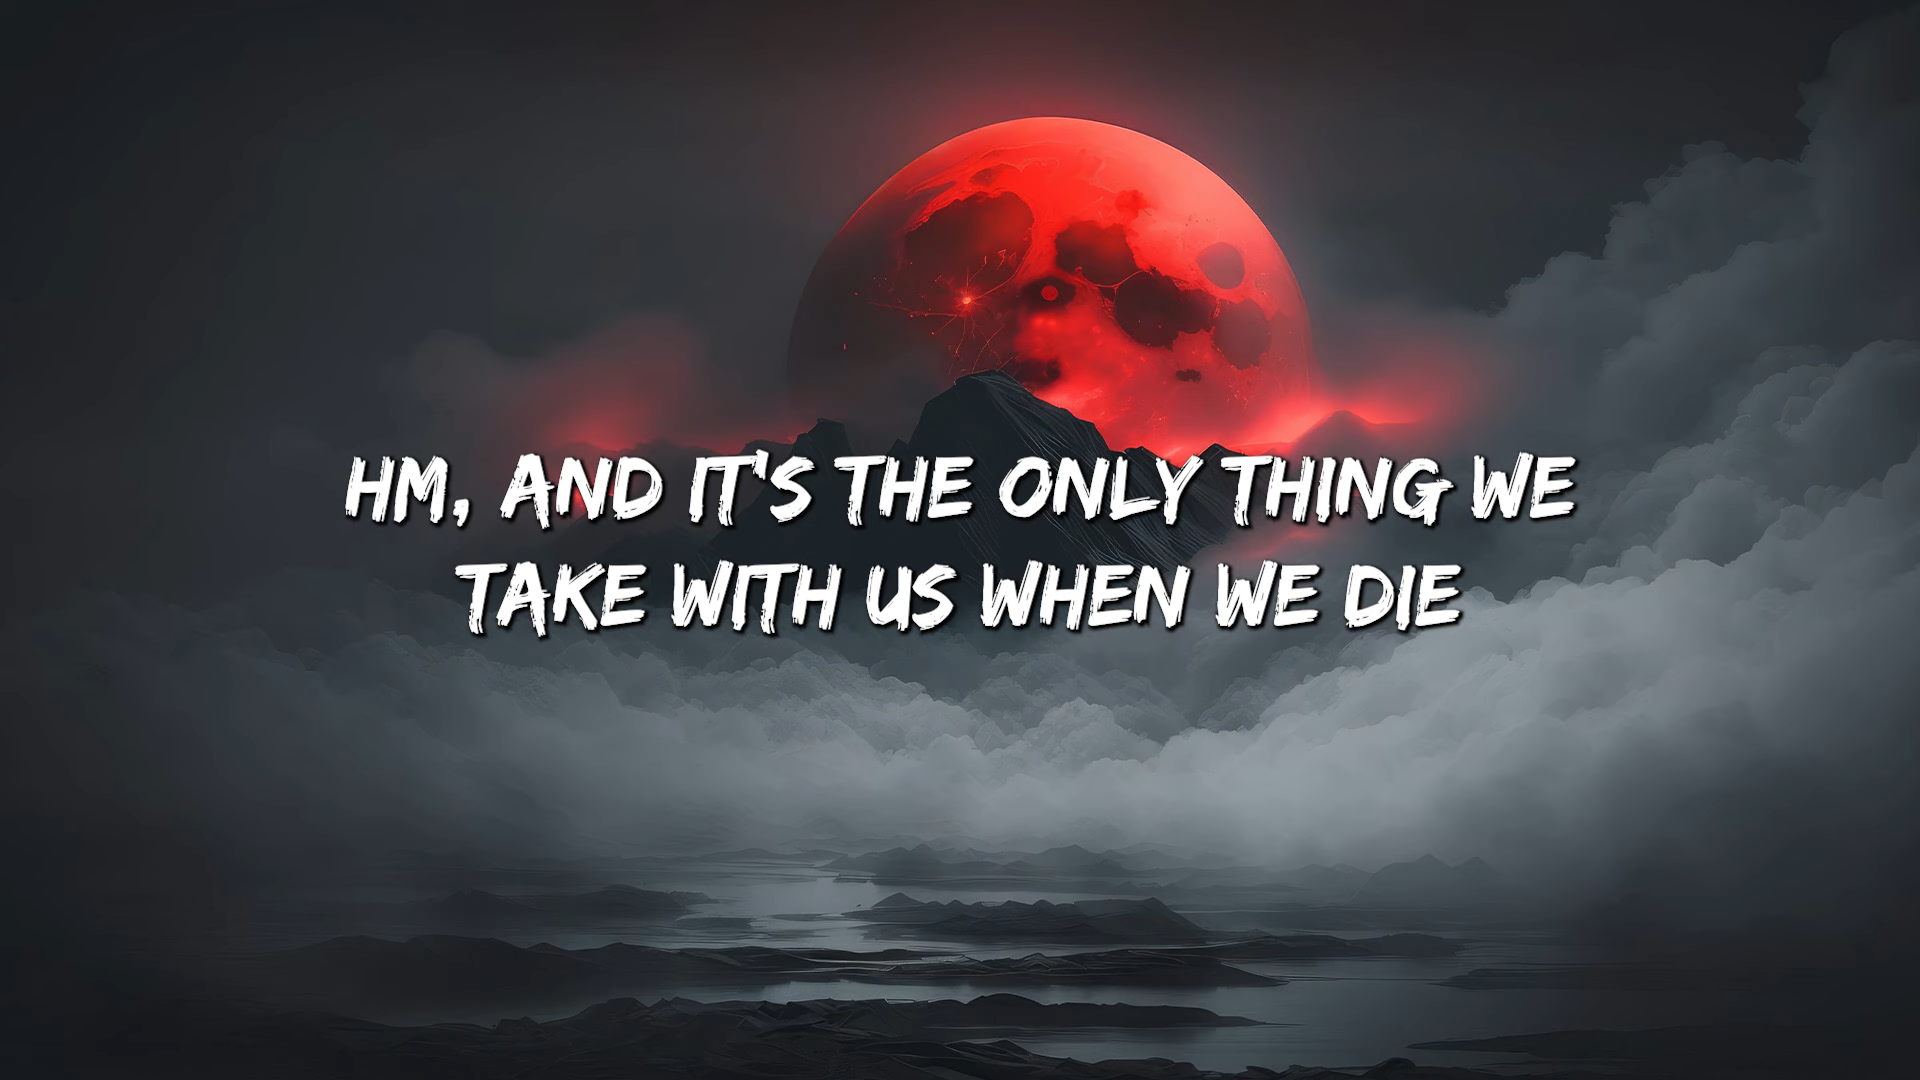 HM, AND IT'S THE ONLY THING WE
TAKE WITH US WHEN WE DIE